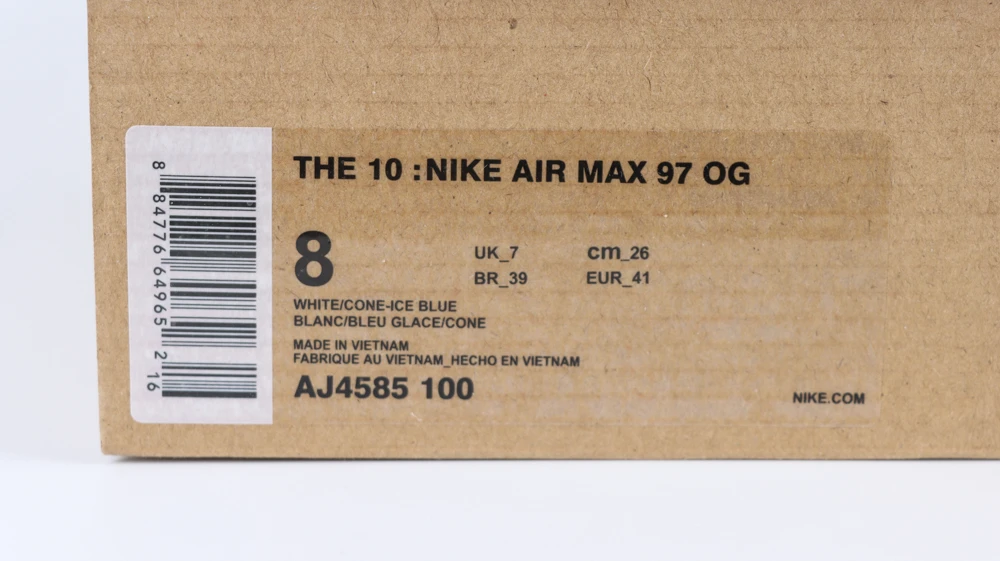 THE 10 :NIKE AIR MAX 97 OG
8
UK_7 cm_26
BR_39 EUR_41
WHITE/CONE-ICE BLUE
BLANC/BLEU GLACE/CONE
MADE IN VIETNAM
FABRIQUE AU VIETNAM_HECHO EN VIETNAM
AJ4585 100
NIKE.COM
8 84776 64965 2 16